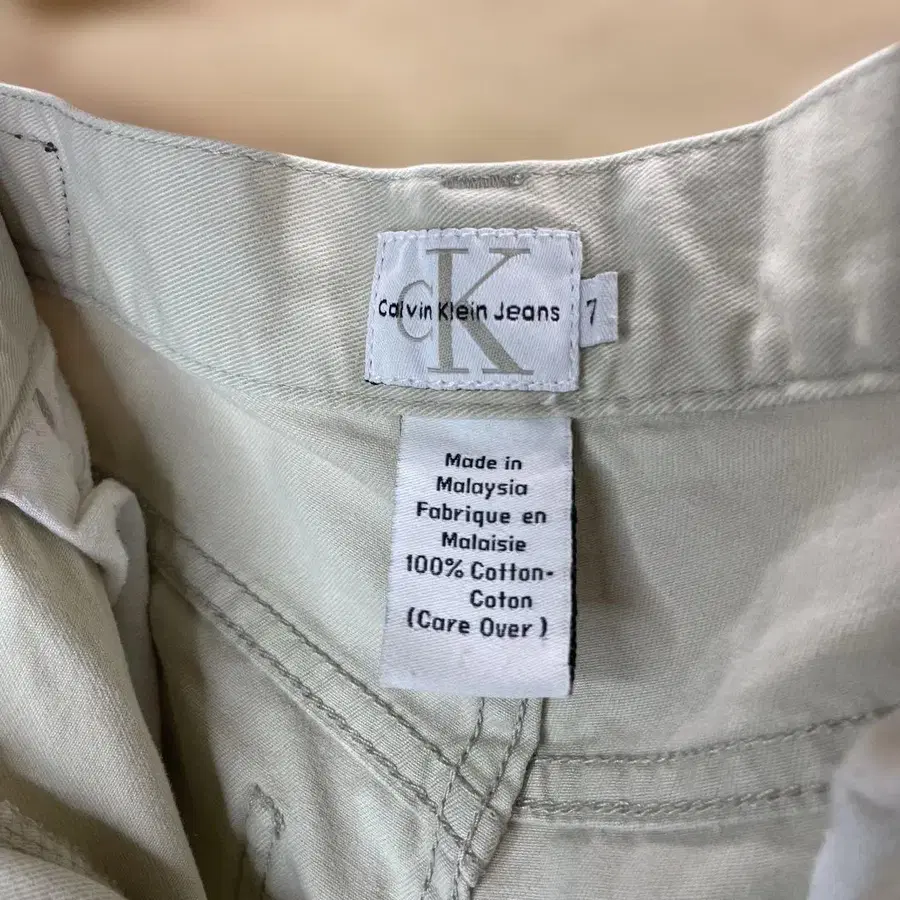 CK
Calvin Klein Jeans
7
Made in
Malaysia
Fabrique en
Malaisie
100% Cotton-
Coton
(Care Over)